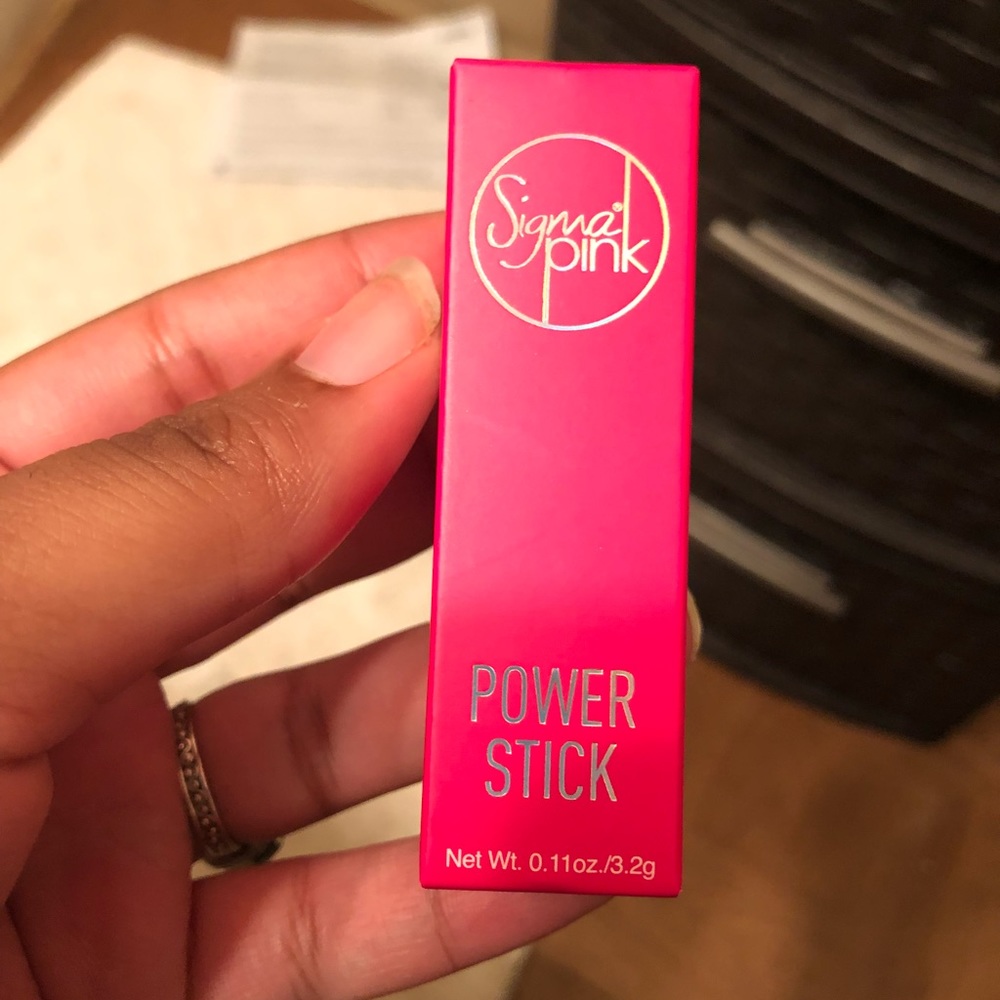 Sigma®
pink
POWER
STICK
Net Wt. 0.11oz./3.2g